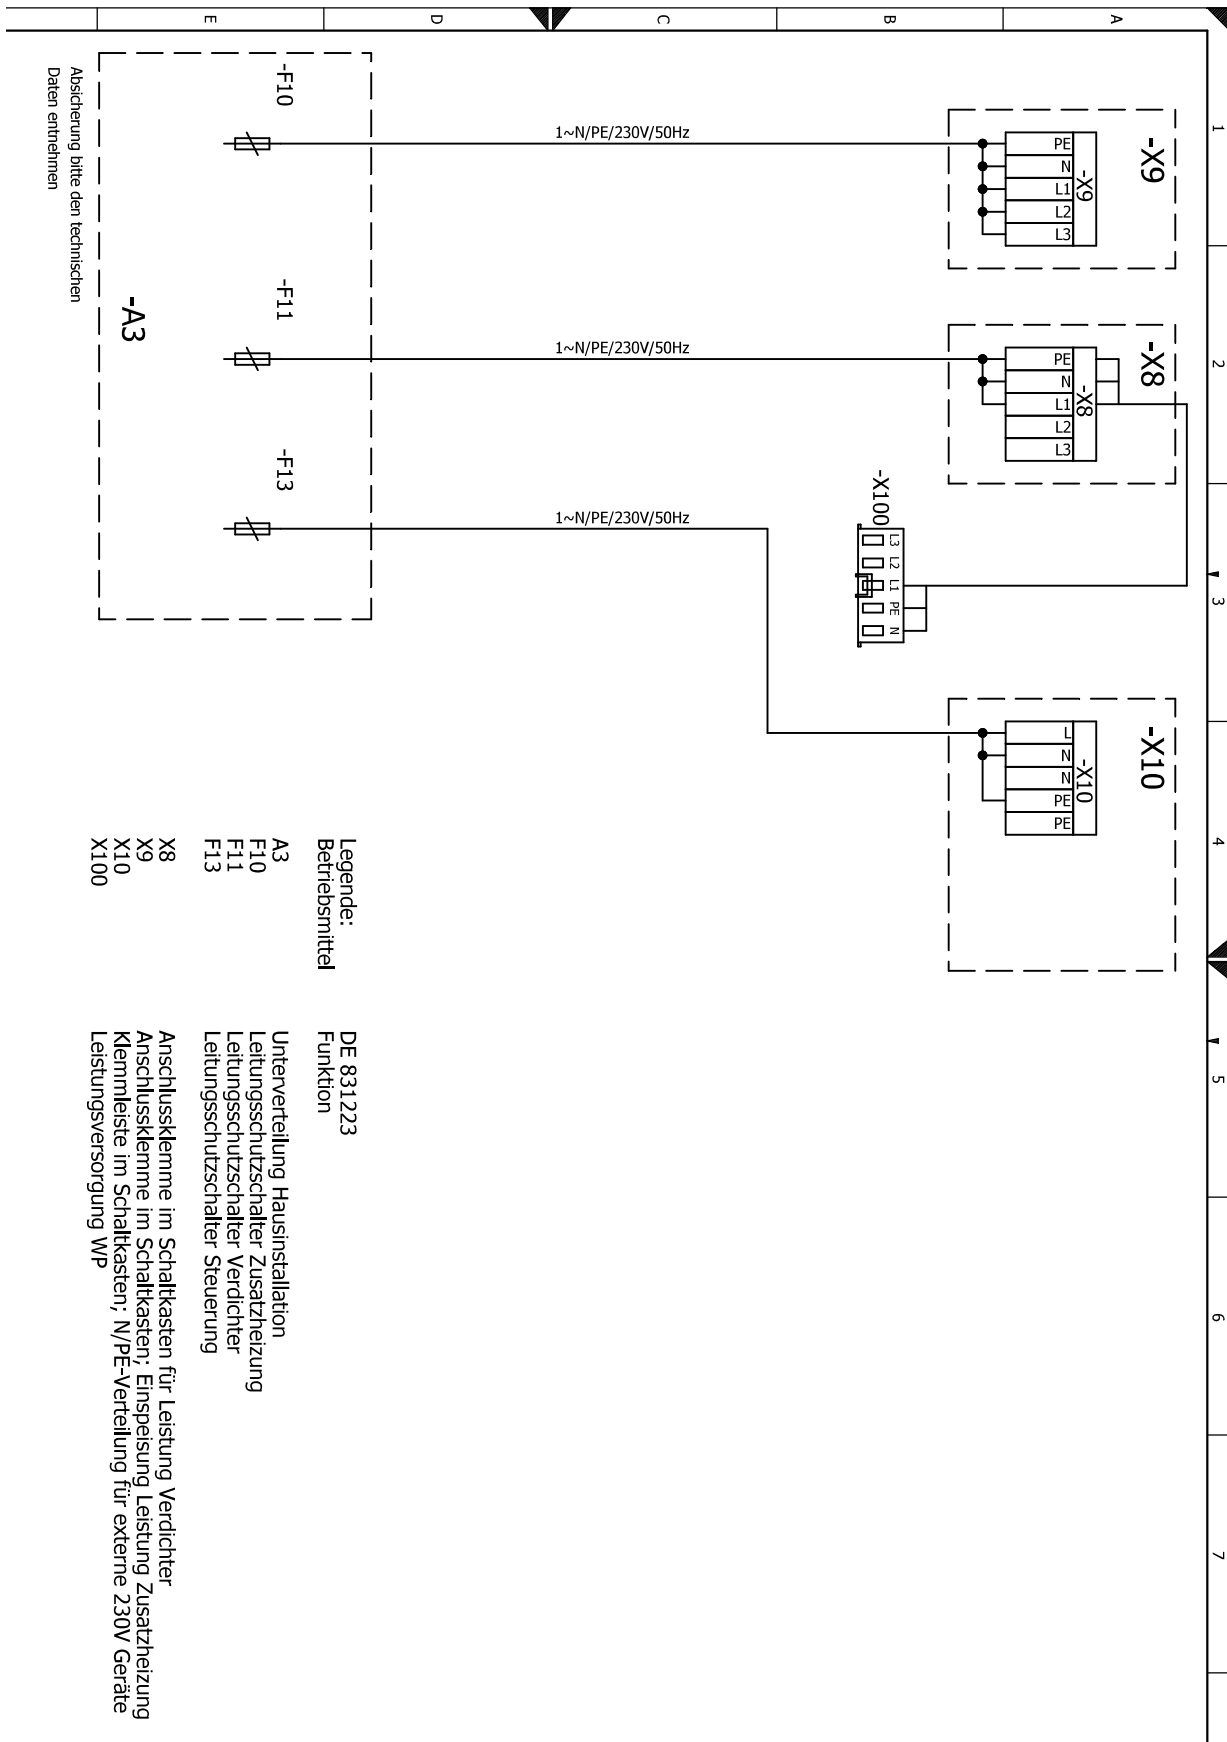 1
2
3
4
5
6
7
A
B
C
D
E
-X9
-X9
PE
N
L1
L2
L3
-X8
-X8
PE
N
L1
L2
L3
-X10
-X10
L
N
N
PE
PE
-X100
L3
L2
L1
PE
N
1~N/PE/230V/50Hz
1~N/PE/230V/50Hz
1~N/PE/230V/50Hz
-F10
-F11
-F13
-A3
Absicherung bitte den technischen
Daten entnehmen
Legende: DE 831223
Betriebsmittel Funktion
A3 Unterverteilung Hausinstallation
F10 Leitungsschutzschalter Zusatzheizung
F11 Leitungsschutzschalter Verdichter
F13 Leitungsschutzschalter Steuerung
X8 Anschlussklemme im Schaltkasten für Leistung Verdichter
X9 Anschlussklemme im Schaltkasten; Einspeisung Leistung Zusatzheizung
X10 Klemmleiste im Schaltkasten; N/PE-Verteilung für externe 230V Geräte
X100 Leistungsversorgung WP